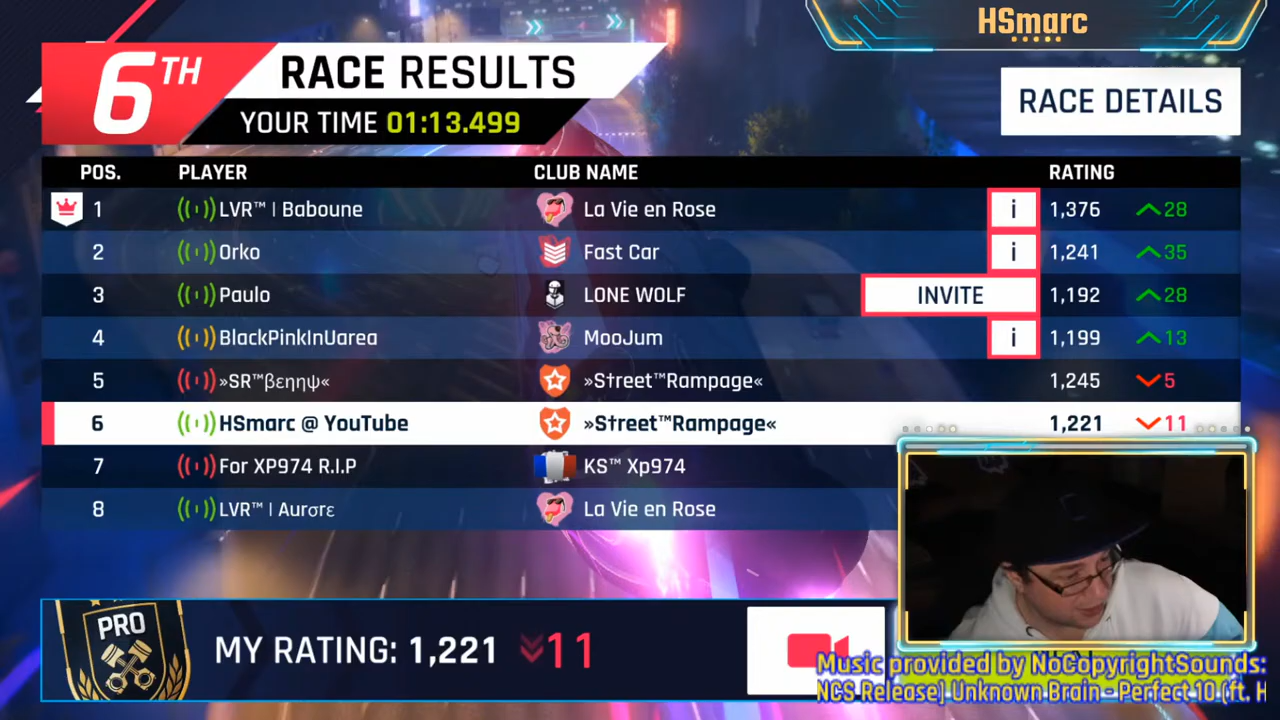 HSmarc
6TH
RACE RESULTS
YOUR TIME 01:13.499
RACE DETAILS
POS. PLAYER CLUB NAME RATING
1 LVR™ | Baboune La Vie en Rose i 1,376 28
2 Orko Fast Car i 1,241 35
3 Paulo LONE WOLF INVITE 1,192 28
4 BlackPinkInUarea MooJum i 1,199 13
5 »SR™βεηηψ« »S†reet™Rampage« 1,245 5
6 HSmarc @ YouTube »S†reet™Rampage« 1,221 11
7 For XP974 R.I.P KS™ Xp974
8 LVR™ | Aurσrε La Vie en Rose
PRO
MY RATING: 1,221 11
Music provided by NoCopyrightSounds:
NCS Release] Unknown Brain - Perfect 10 (ft. H